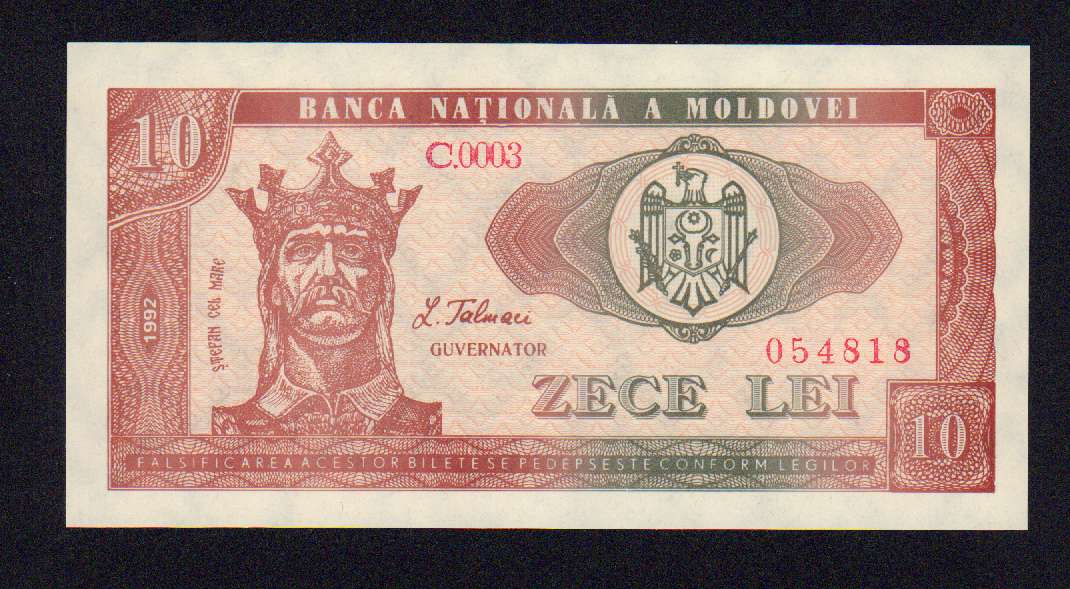 BANCA NAȚIONALĂ A MOLDOVEI
10
C.0003
1992
ȘTEFAN CEL MARE
L. Talmaci
GUVERNATOR
054818
ZECE LEI
10
FALSIFICAREA ACESTOR BILETE SE PEDEPSEȘTE CONFORM LEGILOR